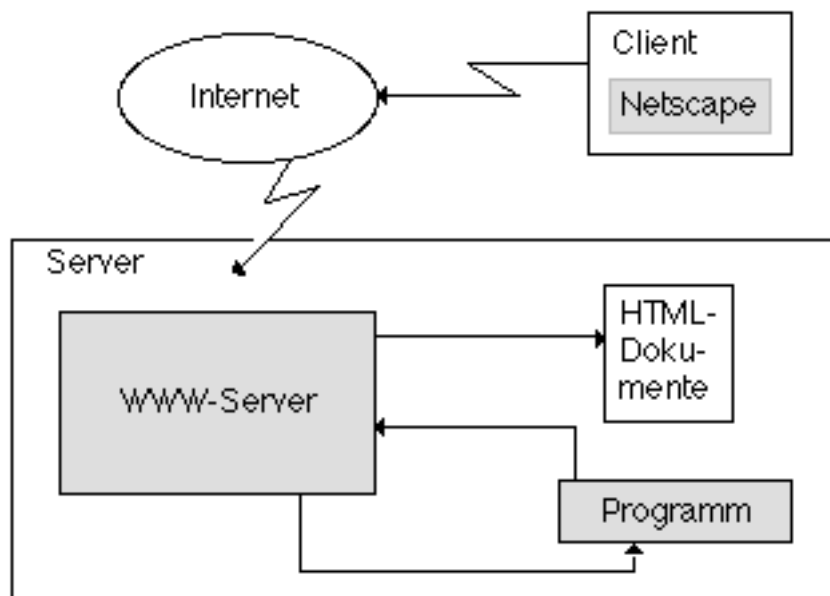 Client
Internet
Netscape
Server
HTML-
Doku-
mente
WWW-Server
Programm